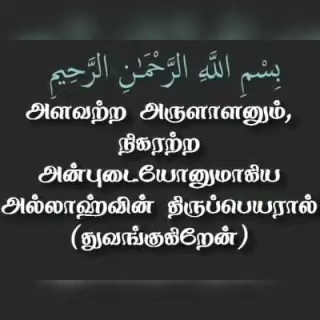 بِسْمِ اللَّهِ الرَّحْمَٰنِ الرَّحِيمِ
அளவற்ற அருளாளனும்,
நிகரற்ற
அன்புடையோனுமாகிய
அல்லாஹ்வின் திருப்பெயரால்
(துவங்குகிறேன்)